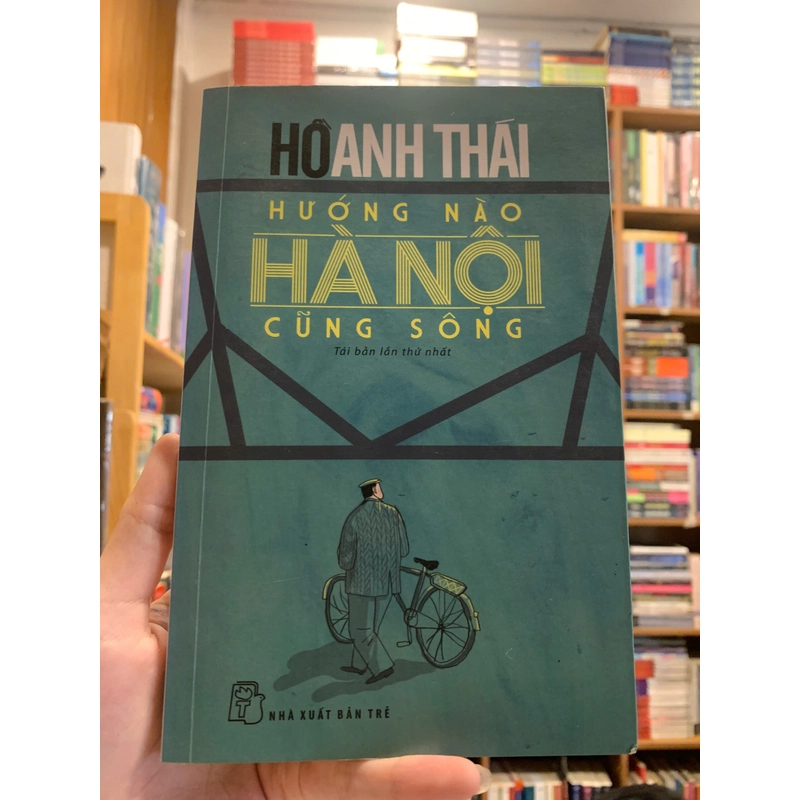 HỒ ANH THÁI
HƯỚNG NÀO
HÀ NỘI
CŨNG SÔNG
Tái bản lần thứ nhất
NHÀ XUẤT BẢN TRẺ